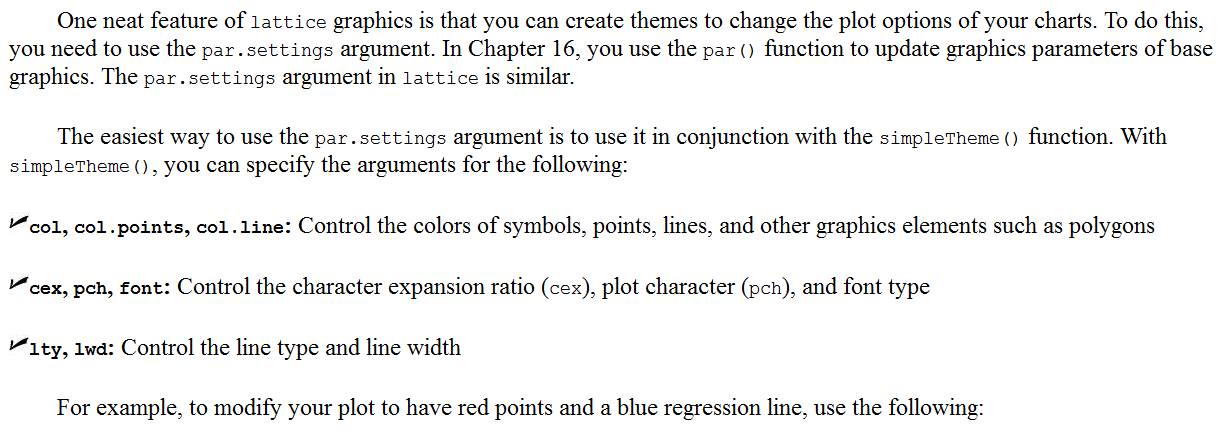 One neat feature of lattice graphics is that you can create themes to change the plot options of your charts. To do this,
you need to use the par.settings argument. In Chapter 16, you use the par() function to update graphics parameters of base
graphics. The par.settings argument in lattice is similar.
The easiest way to use the par.settings argument is to use it in conjunction with the simpleTheme() function. With
simpleTheme(), you can specify the arguments for the following:
✓col, col.points, col.line: Control the colors of symbols, points, lines, and other graphics elements such as polygons
✓cex, pch, font: Control the character expansion ratio (cex), plot character (pch), and font type
✓lty, lwd: Control the line type and line width
For example, to modify your plot to have red points and a blue regression line, use the following: